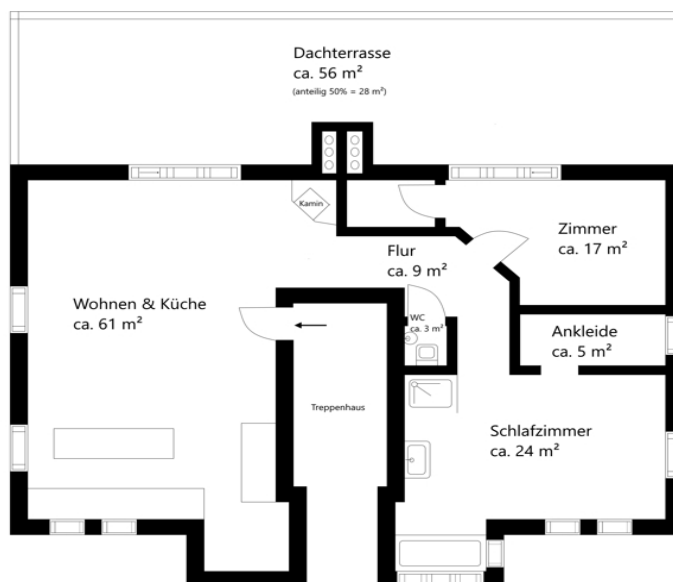 Dachterrasse
ca. 56 m²
(anteilig 50% = 28 m²)
Kamin
Zimmer
ca. 17 m²
Flur
ca. 9 m²
Wohnen & Küche
ca. 61 m²
WC
ca. 3 m²
Ankleide
ca. 5 m²
Treppenhaus
Schlafzimmer
ca. 24 m²